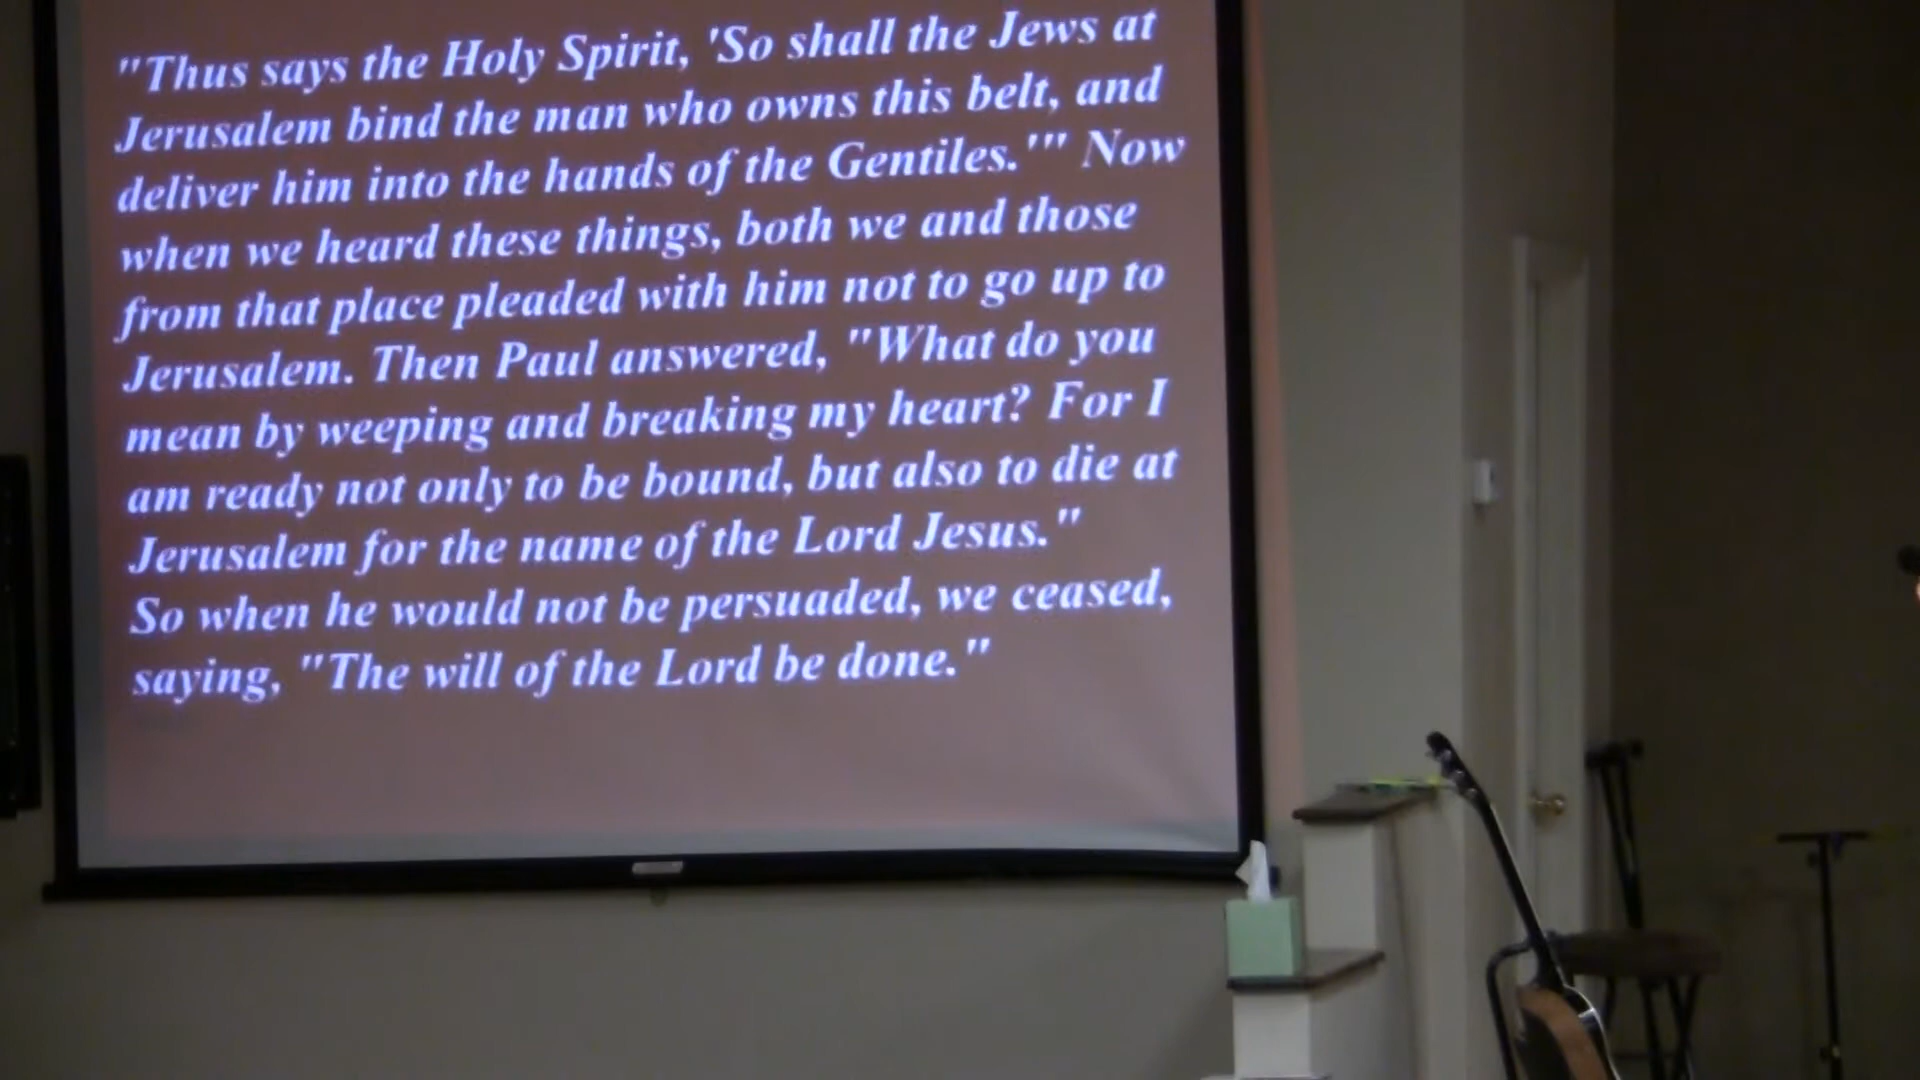 "Thus says the Holy Spirit, 'So shall the Jews at
Jerusalem bind the man who owns this belt, and
deliver him into the hands of the Gentiles.'" Now
when we heard these things, both we and those
from that place pleaded with him not to go up to
Jerusalem. Then Paul answered, "What do you
mean by weeping and breaking my heart? For I
am ready not only to be bound, but also to die at
Jerusalem for the name of the Lord Jesus."
So when he would not be persuaded, we ceased,
saying, "The will of the Lord be done."